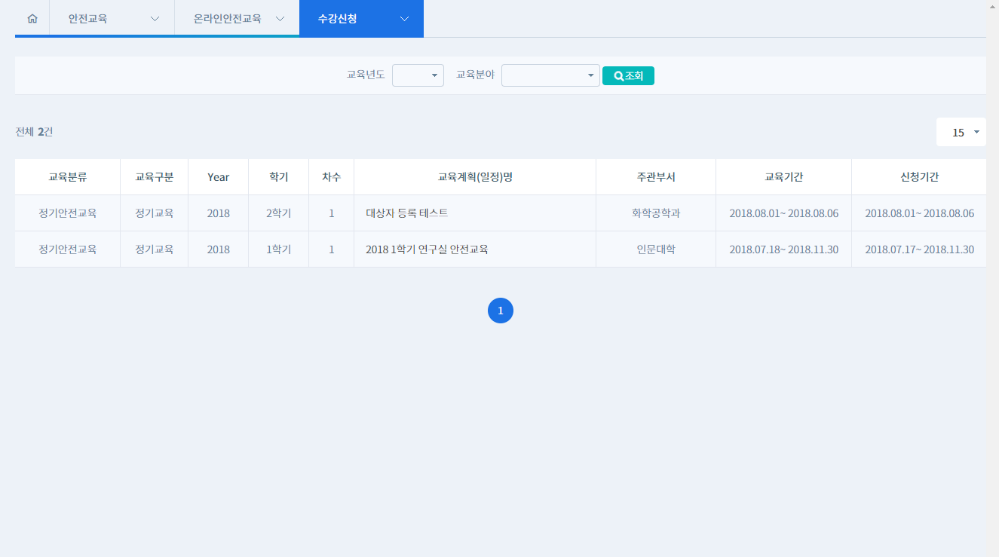 안전교육 온라인안전교육 수강신청
교육년도 교육분야 조회
전체 2건 15
교육분류 교육구분 Year 학기 차수 교육계획(일정)명 주관부서 교육기간 신청기간
정기안전교육 정기교육 2018 2학기 1 대상자 등록 테스트 화학공학과 2018.08.01~ 2018.08.06 2018.08.01~ 2018.08.06
정기안전교육 정기교육 2018 1학기 1 2018 1학기 연구실 안전교육 인문대학 2018.07.18~ 2018.11.30 2018.07.17~ 2018.11.30
1